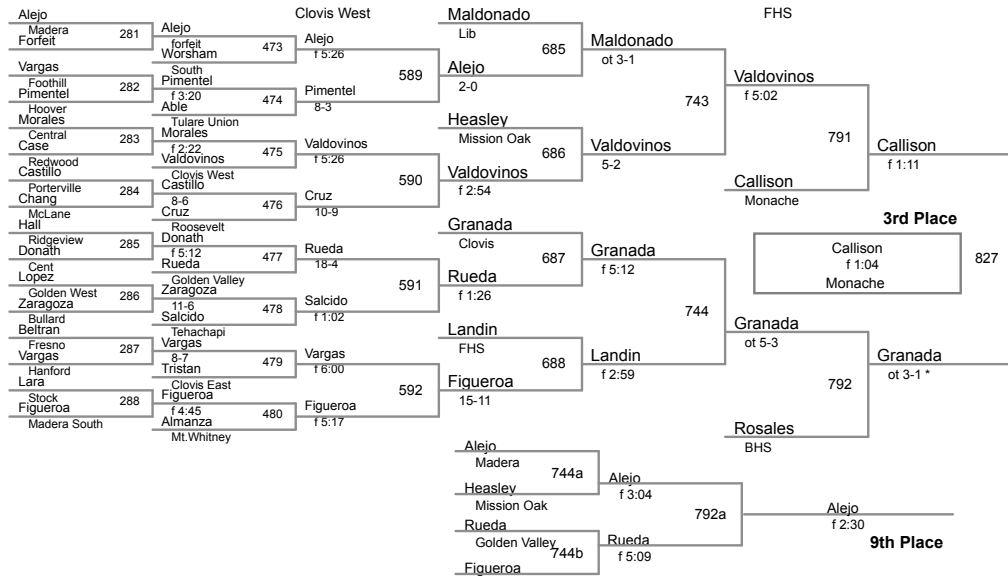 Clovis West
FHS
Alejo
Madera
281
Forfeit
Vargas
Foothill
282
Pimentel
Hoover
Morales
Central
283
Case
Redwood
Castillo
Porterville
284
Chang
McLane
Hall
Ridgeview
285
Donath
Cent
Lopez
Golden West
286
Zaragoza
Bullard
Beltran
Fresno
287
Vargas
Hanford
Lara
Stock
288
Figueroa
Madera South
Alejo
forfeit
473
Worsham
South
Pimentel
f 3:20
474
Able
Tulare Union
Morales
f 2:22
475
Valdovinos
Clovis West
Castillo
8-6
476
Cruz
Roosevelt
Donath
f 5:12
477
Rueda
Golden Valley
Zaragoza
11-6
478
Salcido
Tehachapi
Vargas
8-7
479
Tristan
Clovis East
Figueroa
f 4:45
480
Almanza
Mt.Whitney
Alejo
f 5:26
589
Pimentel
8-3
Valdovinos
f 5:26
590
Cruz
10-9
Rueda
18-4
591
Salcido
f 1:02
Vargas
f 6:00
592
Figueroa
f 5:17
Maldonado
Lib
685
Alejo
2-0
Heasley
Mission Oak
686
Valdovinos
f 2:54
Granada
Clovis
687
Rueda
f 1:26
Landin
FHS
688
Figueroa
15-11
Maldonado
ot 3-1
743
Valdovinos
5-2
Granada
f 5:12
744
Landin
f 2:59
Valdovinos
f 5:02
791
Callison
Monache
Granada
ot 5-3
792
Rosales
BHS
Callison
f 1:11
3rd Place
Callison
f 1:04
827
Monache
Granada
ot 3-1 *
Alejo
Madera
744a
Heasley
Mission Oak
Rueda
Golden Valley
744b
Figueroa
Alejo
f 3:04
792a
Rueda
f 5:09
Alejo
f 2:30
9th Place